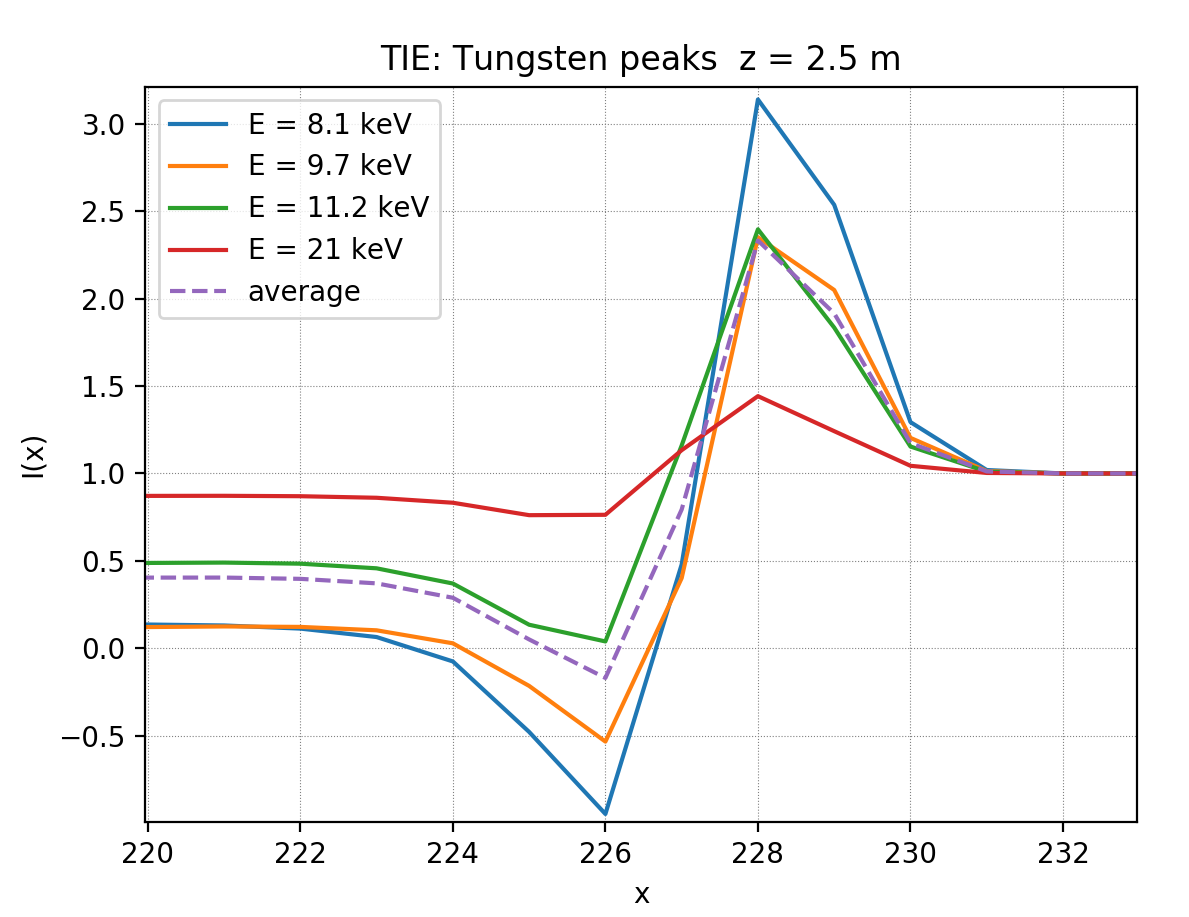 TIE: Tungsten peaks  z = 2.5 m
E = 8.1 keV
E = 9.7 keV
E = 11.2 keV
E = 21 keV
average
3.0
2.5
2.0
1.5
1.0
0.5
0.0
−0.5
I(x)
220 222 224 226 228 230 232
x